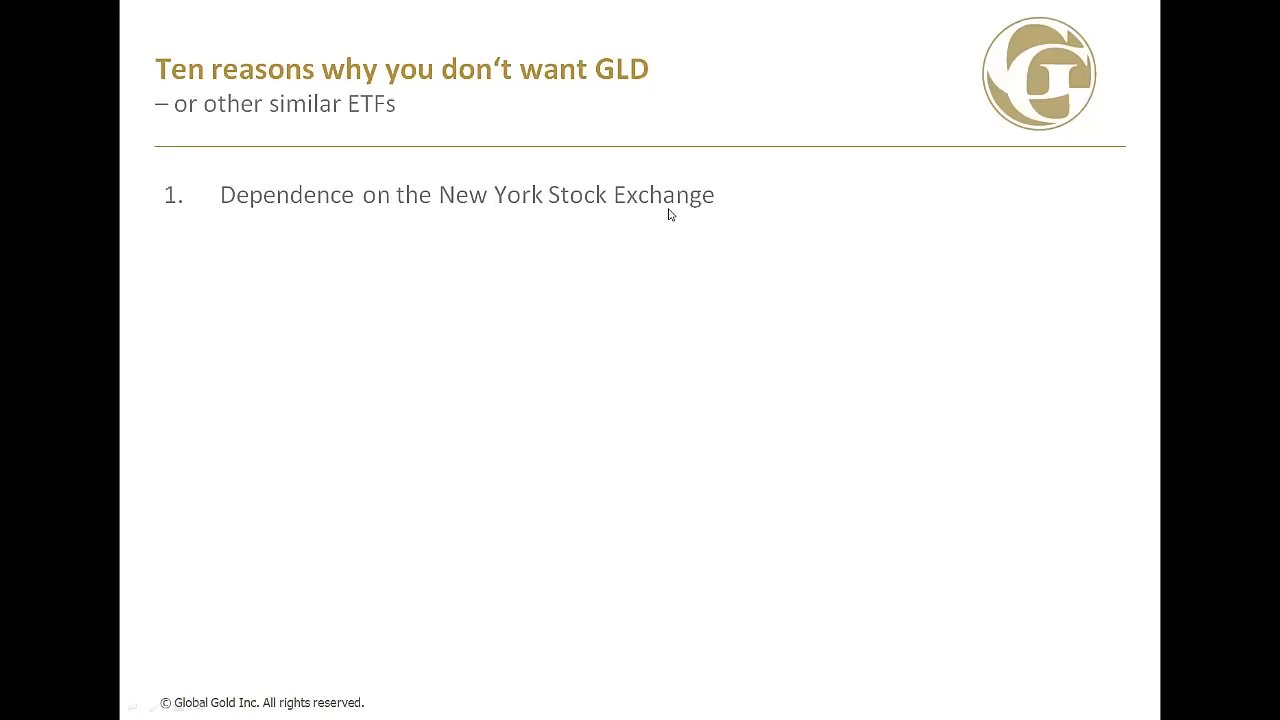 Ten reasons why you don‘t want GLD
– or other similar ETFs
1. Dependence on the New York Stock Exchange
© Global Gold Inc. All rights reserved.